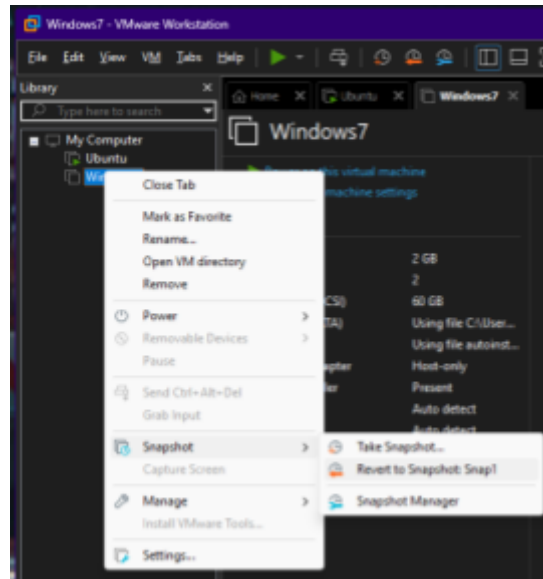 Windows7 - VMware Workstation
File Edit View VM Tabs Help
Library
Type here to search
Home Ubuntu Windows7
My Computer
Ubuntu
Win
Windows7
this virtual machine
machine settings
Close Tab
Mark as Favorite
Rename...
Open VM directory
Remove
Power
Removable Devices
Pause
Send Ctrl+Alt+Del
Grab Input
Snapshot
Capture Screen
Manage
Install VMware Tools...
Settings...
2 GB
2
60 GB
Using file C:\User...
Using file autoinst...
Host-only
Present
Auto detect
Auto detect
Take Snapshot...
Revert to Snapshot: Snap1
Snapshot Manager